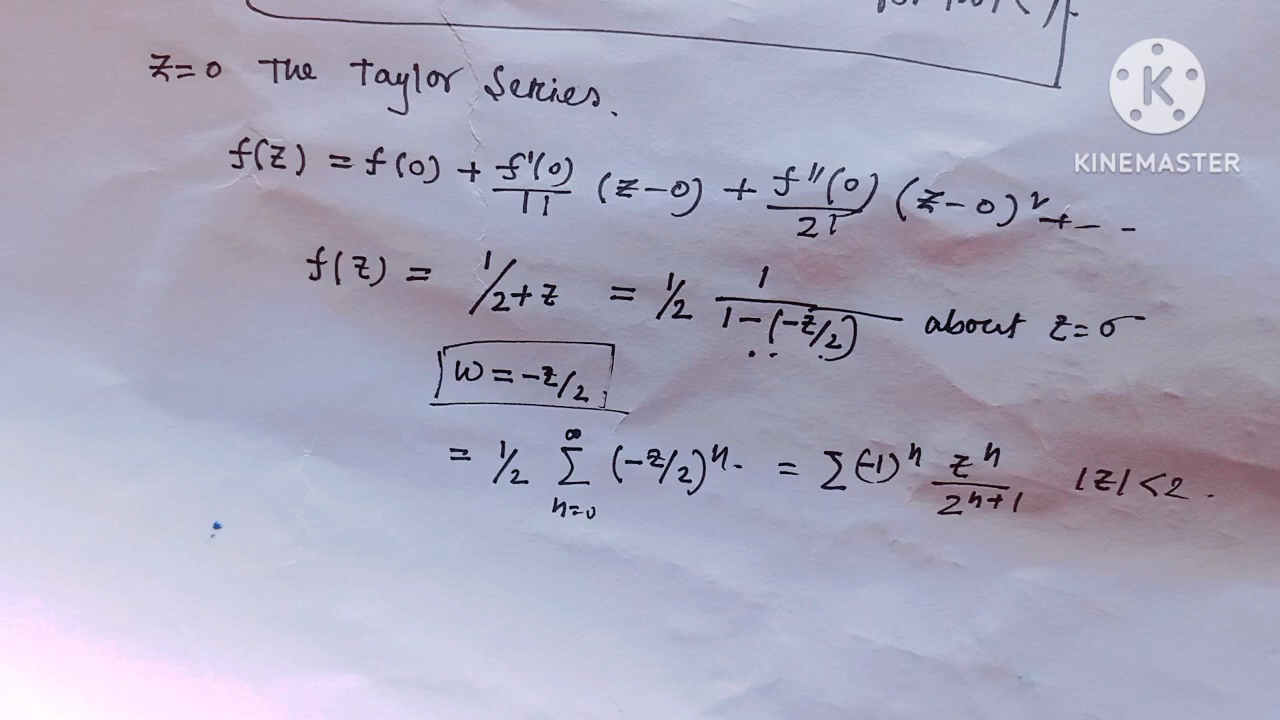 K
KINEMASTER
z=0 The Taylor Series.
f(z) = f(0) + f'(0)/1! (z-0) + f''(0)/2! (z-0)² + - - -
f(z) = 1/2+z = 1/2 1/1-(-z/2) about z=0
w = -z/2
= 1/2 ∞ Σ n=0 (-z/2)ⁿ. = Σ(-1)ⁿ zⁿ/2ⁿ⁺¹ |z|<2.